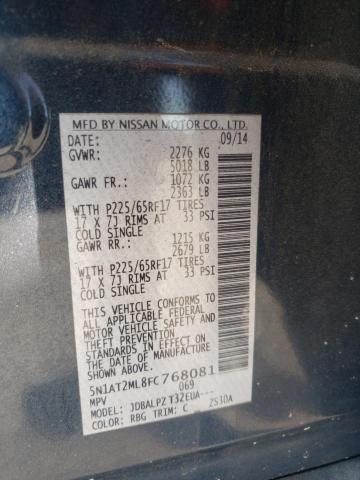 MFD BY NISSAN MOTOR CO., LTD.
DATE: 09/14
GVWR: 2276 KG
5018 LB
GAWR FR.: 1072 KG
2363 LB
WITH P225/65RF17 TIRES
17 X 7J RIMS AT 33 PSI
COLD SINGLE
GAWR RR.: 1215 KG
2679 LB
WITH P225/65RF17 TIRES
17 X 7J RIMS AT 33 PSI
COLD SINGLE
THIS VEHICLE CONFORMS TO
ALL APPLICABLE FEDERAL
MOTOR VEHICLE SAFETY AND
THEFT PREVENTION STANDARDS
IN EFFECT ON THE DATE
OF MANUFACTURE SHOWN ABOVE.
5N1AT2ML8FC768081
MPV 069
MODEL: JDBALPZ T32EUA---
COLOR: RBG TRIM: C ZS30A